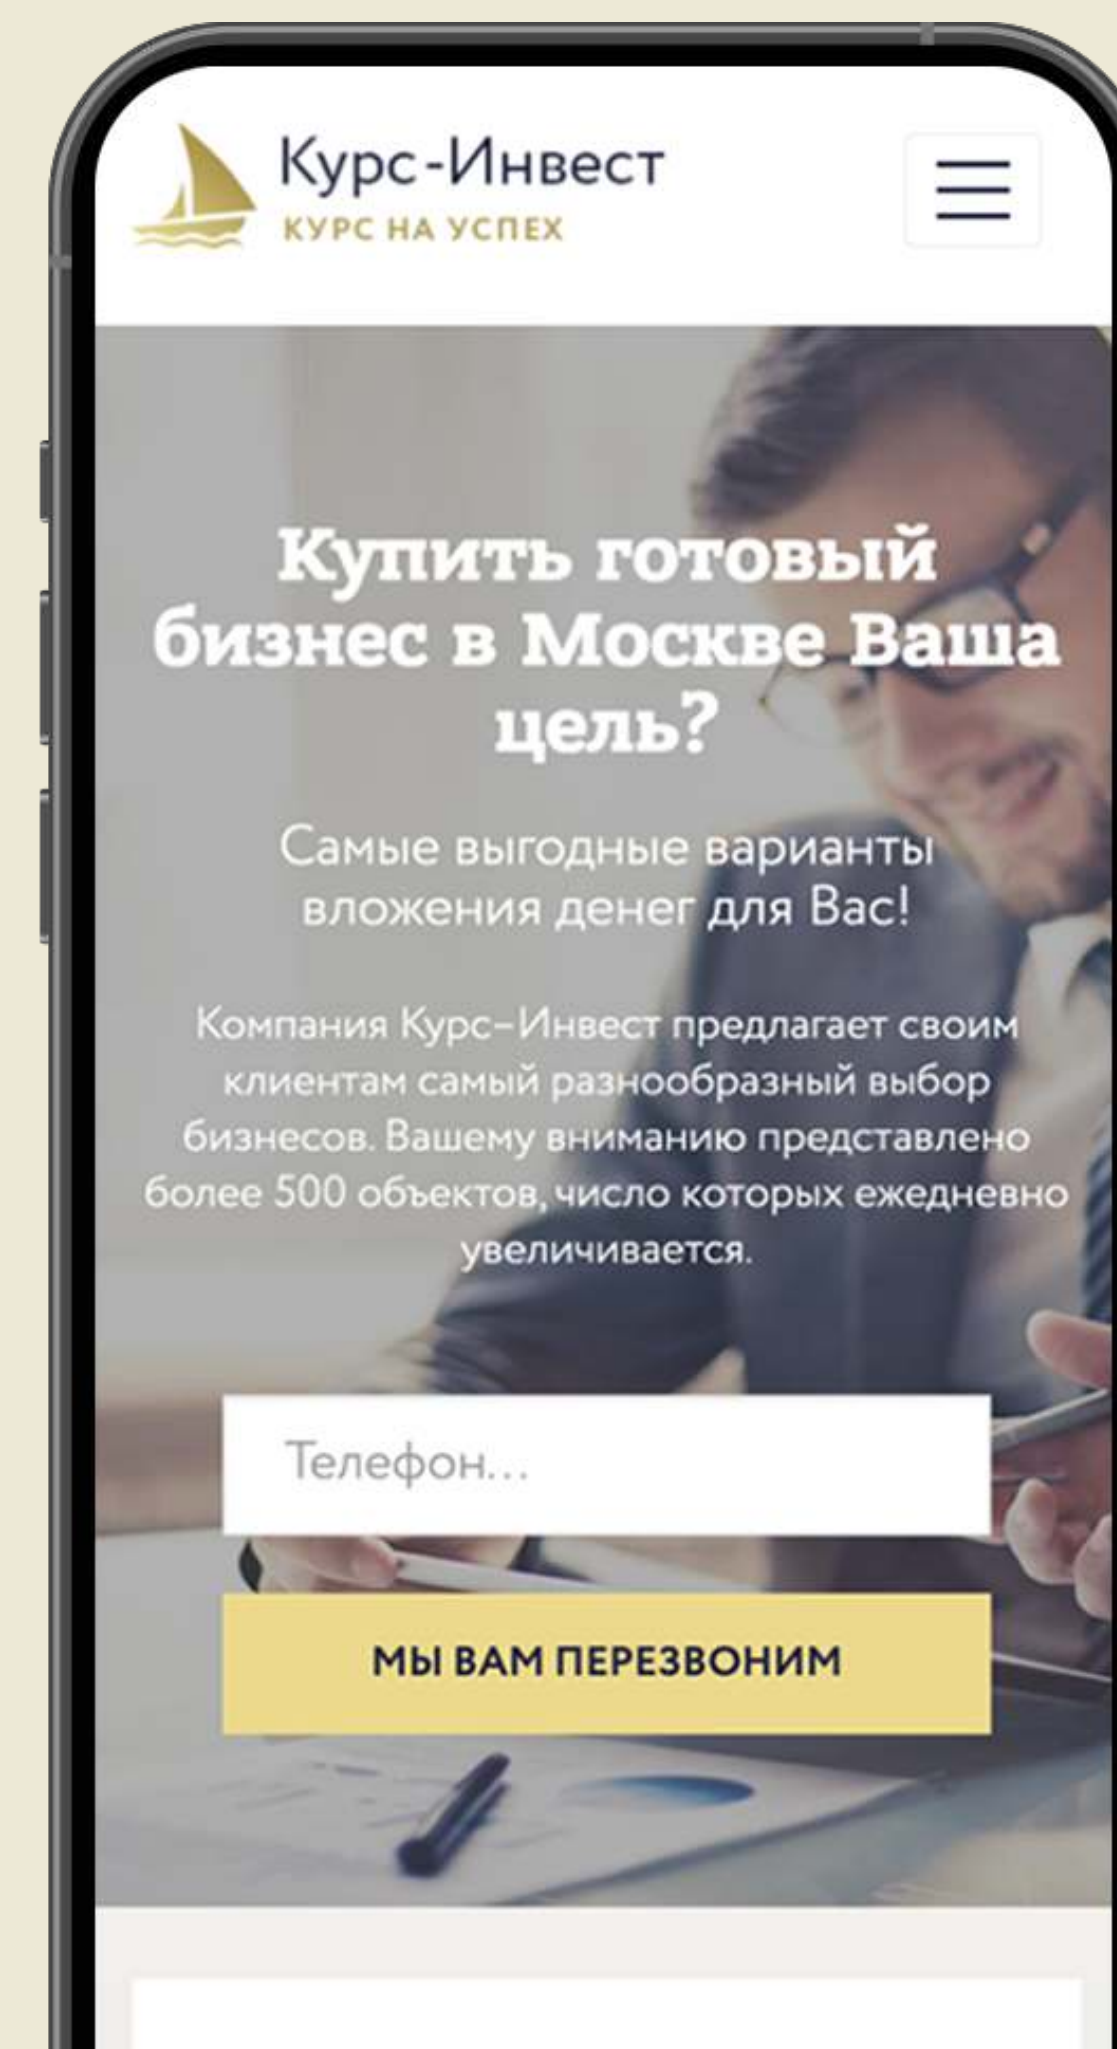 Курс-Инвест
КУРС НА УСПЕХ
Купить готовый
бизнес в Москве Ваша
цель?
Самые выгодные варианты
вложения денег для Вас!
Компания Курс–Инвест предлагает своим
клиентам самый разнообразный выбор
бизнесов. Вашему вниманию представлено
более 500 объектов, число которых ежедневно
увеличивается.
Телефон...
МЫ ВАМ ПЕРЕЗВОНИМ